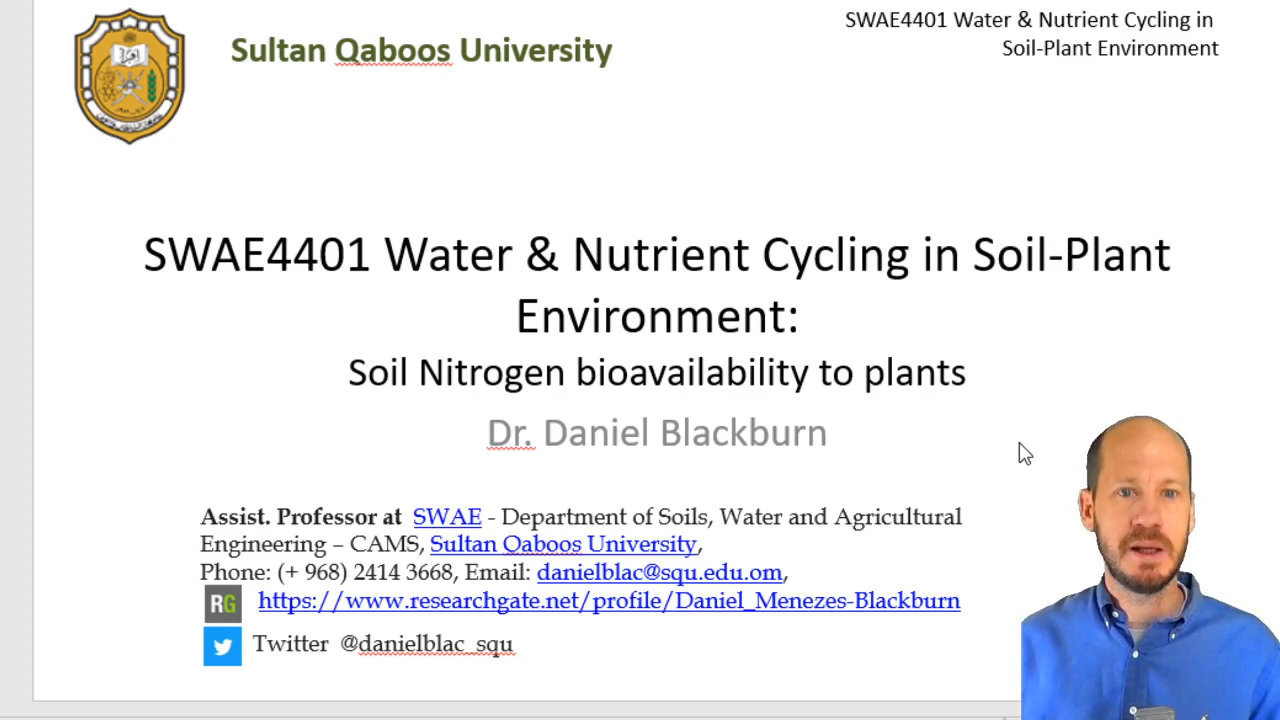 Sultan Qaboos University
SWAE4401 Water & Nutrient Cycling in
Soil-Plant Environment
SWAE4401 Water & Nutrient Cycling in Soil-Plant
Environment:
Soil Nitrogen bioavailability to plants
Dr. Daniel Blackburn
Assist. Professor at SWAE - Department of Soils, Water and Agricultural
Engineering – CAMS, Sultan Qaboos University,
Phone: (+ 968) 2414 3668, Email: danielblac@squ.edu.om,
RG https://www.researchgate.net/profile/Daniel_Menezes-Blackburn
Twitter @danielblac_squ